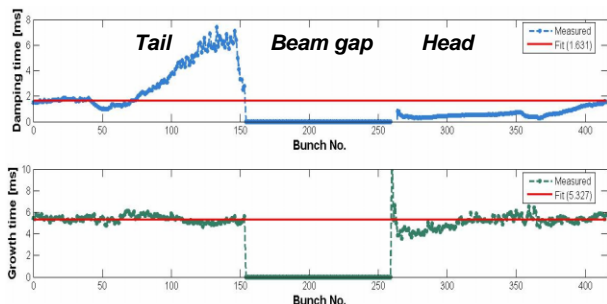 Tail Beam gap Head
Damping time [ms]
8
6
4
2
0
Measured
Fit (1.631)
0 50 100 150 200 250 300 350 400
Bunch No.
Growth time [ms]
10
8
6
4
2
0
Measured
Fit (5.327)
0 50 100 150 200 250 300 350 400
Bunch No.